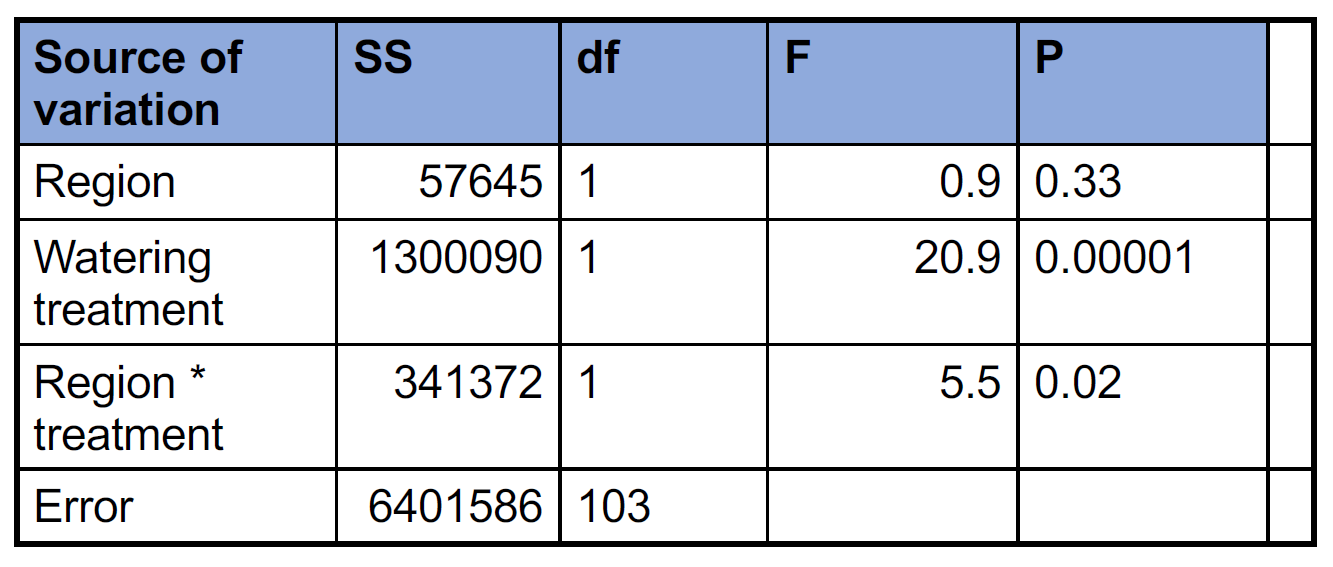 Source of variation SS df F P
Region 57645 1 0.9 0.33
Watering treatment 1300090 1 20.9 0.00001
Region * treatment 341372 1 5.5 0.02
Error 6401586 103